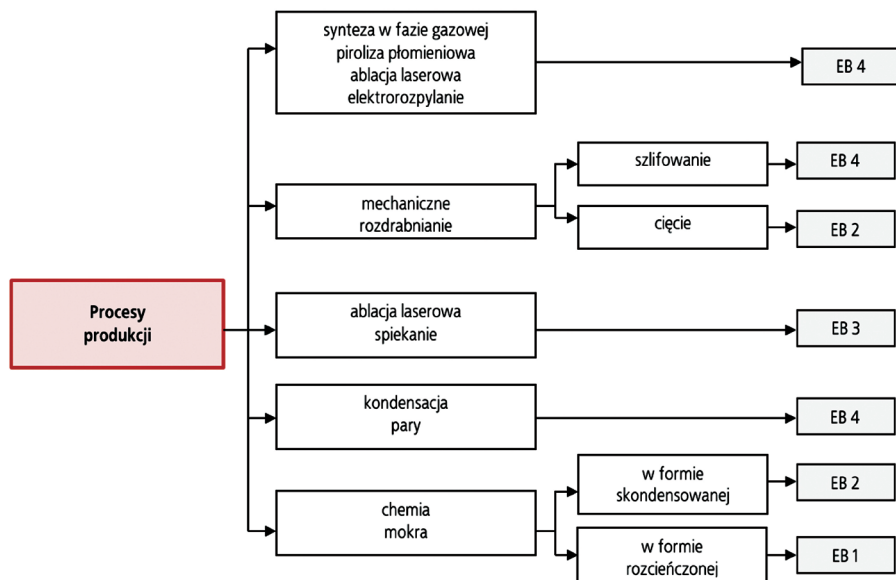 synteza w fazie gazowej
piroliza płomieniowa
ablacja laserowa
elektrorozpylanie
EB 4
szlifowanie
EB 4
mechaniczne
rozdrabnianie
cięcie
EB 2
Procesy
produkcji
ablacja laserowa
spiekanie
EB 3
kondensacja
pary
EB 4
w formie
skondensowanej
EB 2
chemia
mokra
w formie
rozcieńczonej
EB 1